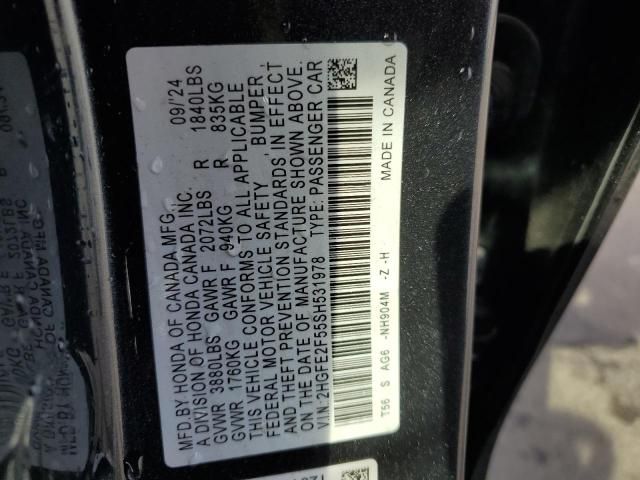 MFD.BY HONDA OF CANADA MFG., 09/'24
A DIVISION OF HONDA CANADA INC.
GVWR 3860LBS GAWR F 2072LBS R 1840LBS
GVWR 1760KG GAWR F 940KG R 835KG
THIS VEHICLE CONFORMS TO ALL APPLICABLE
FEDERAL MOTOR VEHICLE SAFETY, BUMPER,
AND THEFT PREVENTION STANDARDS, IN EFFECT
ON THE DATE OF MANUFACTURE SHOWN ABOVE.
V.I.N. 2HGFE2F55SH531978 TYPE: PASSENGER CAR
T56 S AG6 -NH904M -Z -H MADE IN CANADA